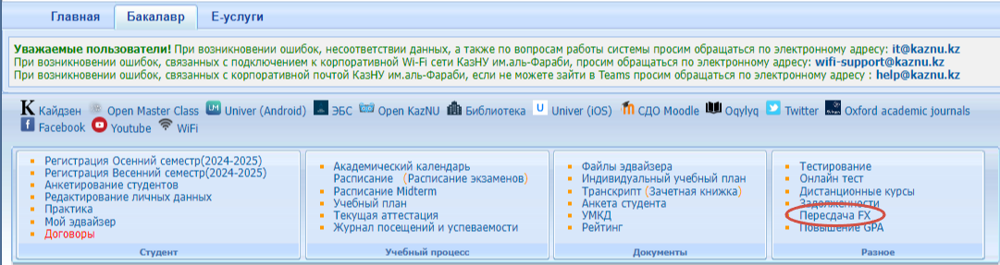 Главная Бакалавр Е-услуги
Уважаемые пользователи! При возникновении ошибок, несоответствии данных, а также по вопросам работы системы просим обращаться по электронному адресу: it@kaznu.kz
При возникновении ошибок, связанных с подключением к корпоративной Wi-Fi сети КазНУ им.аль-Фараби, просим обращаться по электронному адресу: wifi-support@kaznu.kz
При возникновении ошибок, связанных с корпоративной почтой КазНУ им.аль-Фараби, если не можете зайти в Teams просим обращаться по электронному адресу : help@kaznu.kz
K Кайдзен Open Master Class UM Univer (Android) ЭБС Open KazNU Библиотека U Univer (iOS) СДО Moodle Oqylyq Twitter Oxford academic journals
f Facebook Youtube WiFi
Регистрация Осенний семестр(2024-2025)
Регистрация Весенний семестр(2024-2025)
Анкетирование студентов
Редактирование личных данных
Практика
Мой эдвайзер
Договоры
Студент
Академический календарь
Расписание (Расписание экзаменов)
Расписание Midterm
Учебный план
Текущая аттестация
Журнал посещений и успеваемости
Учебный процесс
Файлы эдвайзера
Индивидуальный учебный план
Транскрипт (Зачетная книжка)
Анкета студента
УМКД
Рейтинг
Документы
Тестирование
Онлайн тест
Дистанционные курсы
Задолженности
Пересдача FX
Повышение GPA
Разное